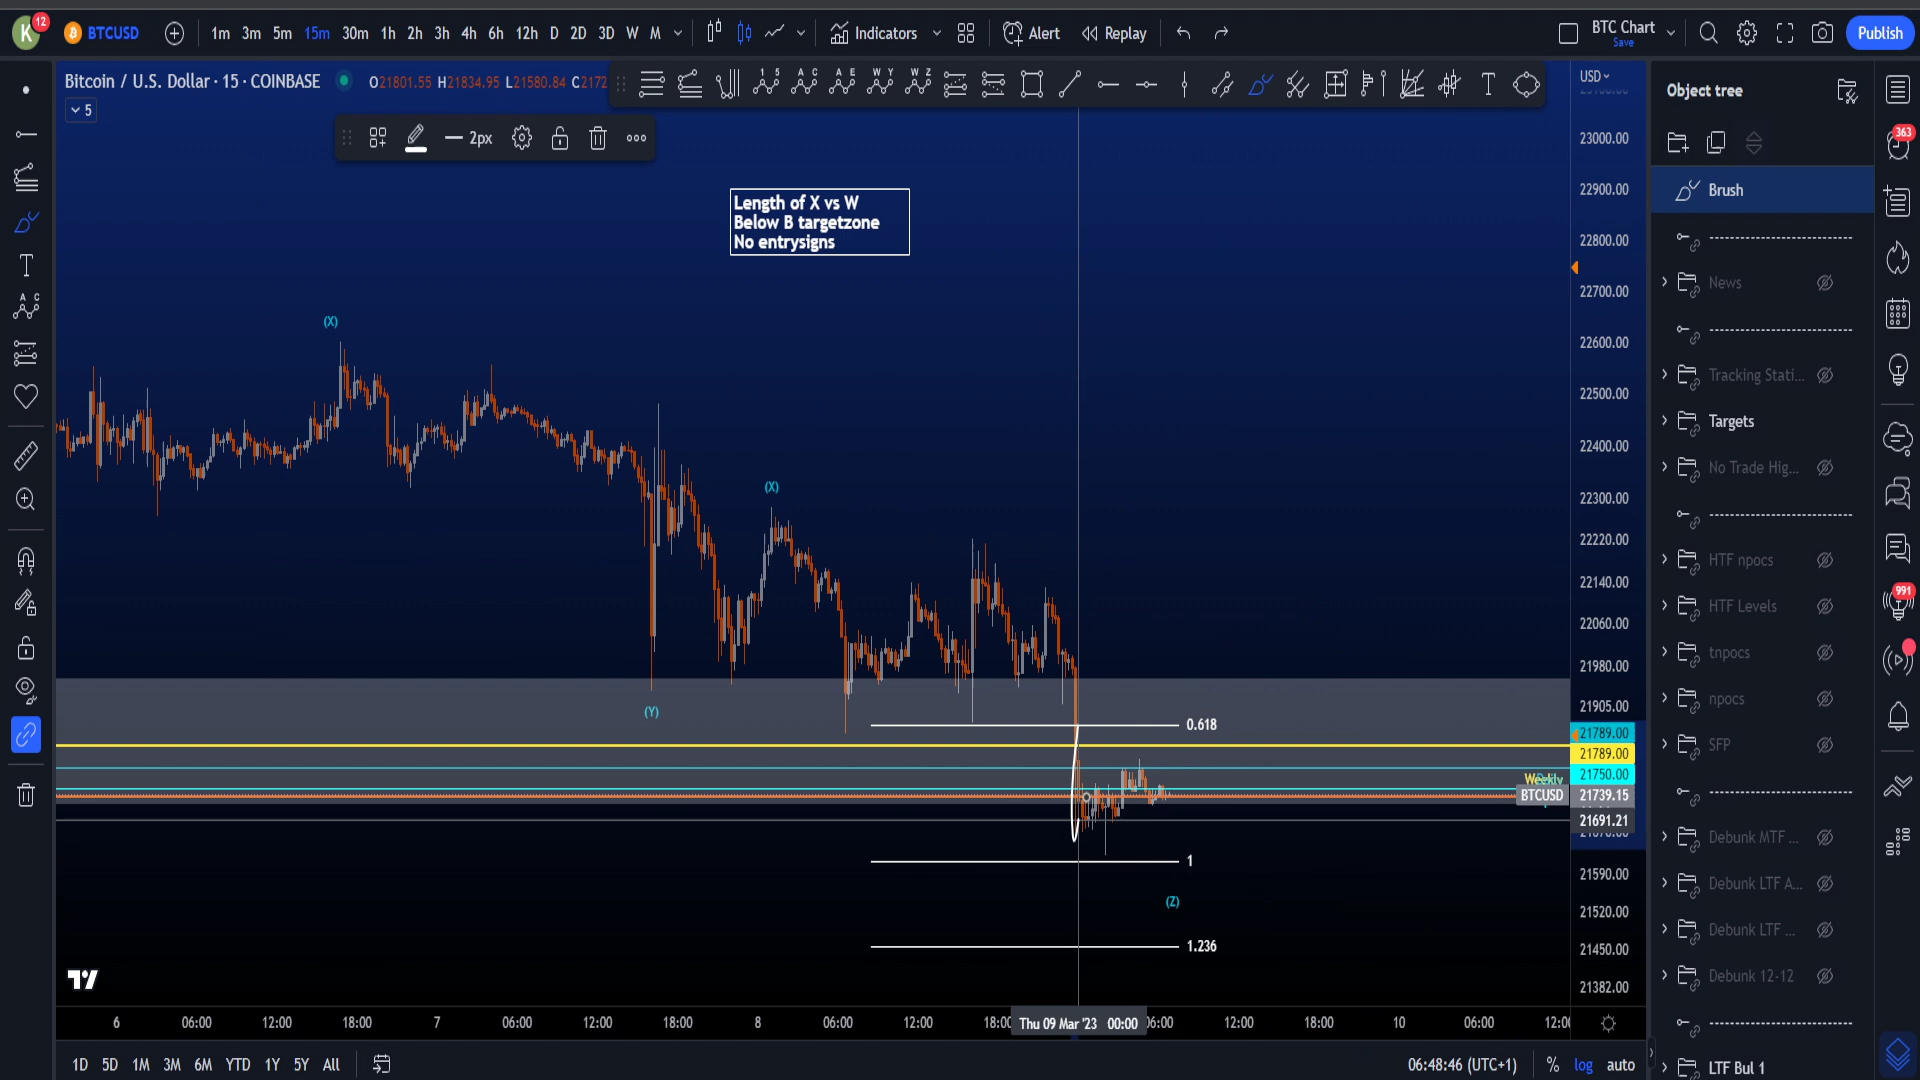 K
12
BTCUSD
1m 3m 5m 15m 30m 1h 2h 3h 4h 6h 12h D 2D 3D W M
Indicators
Alert
Replay
BTC Chart
Save
Publish
Bitcoin / U.S. Dollar · 15 · COINBASE
O21801.55 H21834.95 L21580.84 C2172
5
2px
Length of X vs W
Below B targetzone
No entrysigns
(X)
(X)
(Y)
(Z)
0.618
1
1.236
Weekly
BTCUSD
USD
23000.00
22900.00
22800.00
22700.00
22600.00
22500.00
22400.00
22300.00
22220.00
22140.00
22060.00
21980.00
21905.00
21789.00
21789.00
21750.00
21739.15
21691.21
21590.00
21520.00
21450.00
21382.00
6 06:00 12:00 18:00 7 06:00 12:00 18:00 8 06:00 12:00 18:00 Thu 09 Mar '23 00:00 06:00 12:00 18:00 10 06:00 12:00
1D 5D 1M 3M 6M YTD 1Y 5Y All
06:48:46 (UTC+1)
% log auto
Object tree
Brush
News
Tracking Stati...
Targets
No Trade Hig...
HTF npocs
HTF Levels
tnpocs
npocs
SFP
Debunk MTF ...
Debunk LTF A...
Debunk LTF ...
Debunk 12-12
LTF Bul 1
363
991